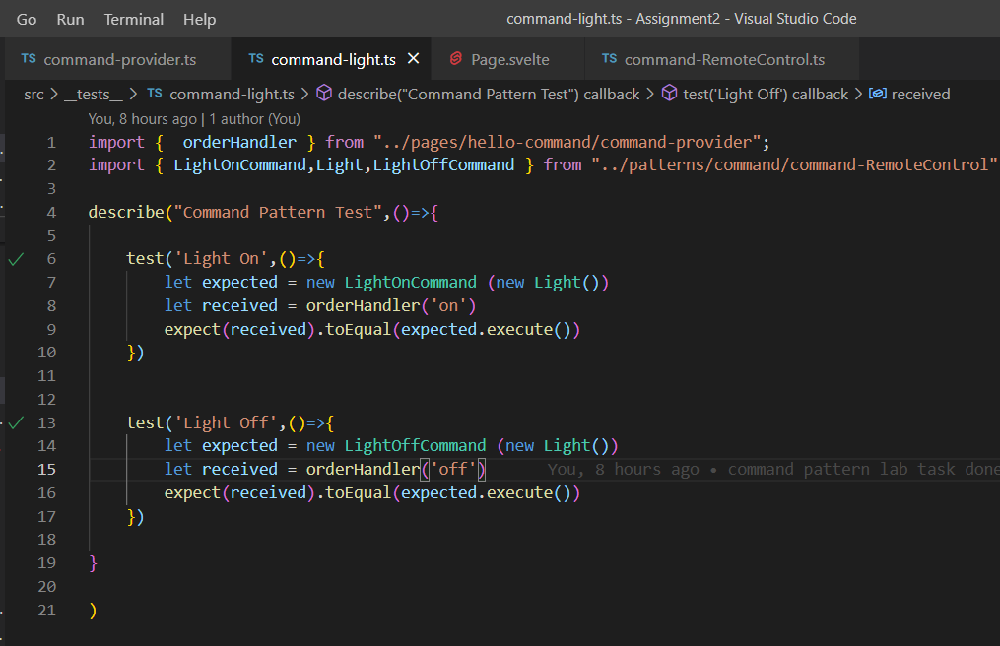 Go Run Terminal Help command-light.ts - Assignment2 - Visual Studio Code
TS command-provider.ts TS command-light.ts × Page.svelte TS command-RemoteControl.ts
src > __tests__ > TS command-light.ts > describe("Command Pattern Test") callback > test('Light Off') callback > received
You, 8 hours ago | 1 author (You)
1 import {  orderHandler } from "../pages/hello-command/command-provider";
2 import { LightOnCommand,Light,LightOffCommand } from "../patterns/command/command-RemoteControl"
3
4 describe("Command Pattern Test",()=>{
5
6 test('Light On',()=>{
7 let expected = new LightOnCommand (new Light())
8 let received = orderHandler('on')
9 expect(received).toEqual(expected.execute())
10 })
11
12
13 test('Light Off',()=>{
14 let expected = new LightOffCommand (new Light())
15 let received = orderHandler('off') You, 8 hours ago • command pattern lab task done
16 expect(received).toEqual(expected.execute())
17 })
18
19 }
20
21 )